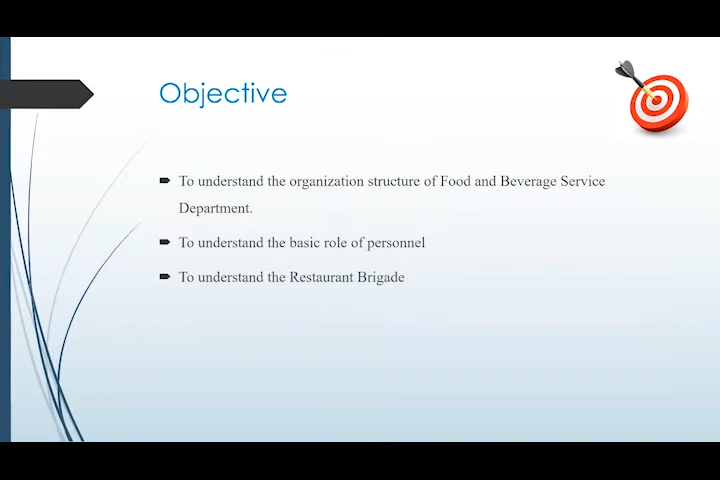 Objective
To understand the organization structure of Food and Beverage Service
Department.
To understand the basic role of personnel
To understand the Restaurant Brigade